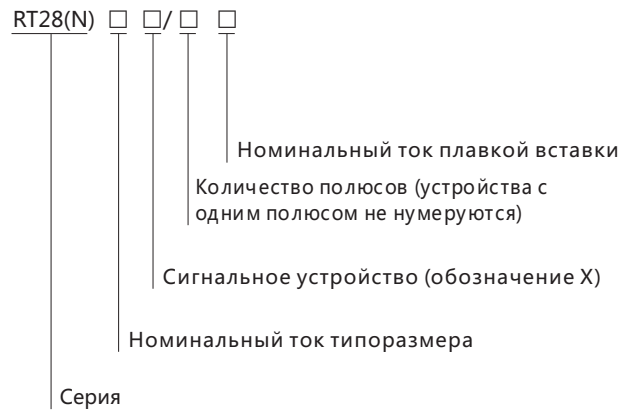 RT28(N) □ □/□ □
Номинальный ток плавкой вставки
Количество полюсов (устройства с
одним полюсом не нумеруются)
Сигнальное устройство (обозначение X)
Номинальный ток типоразмера
Серия